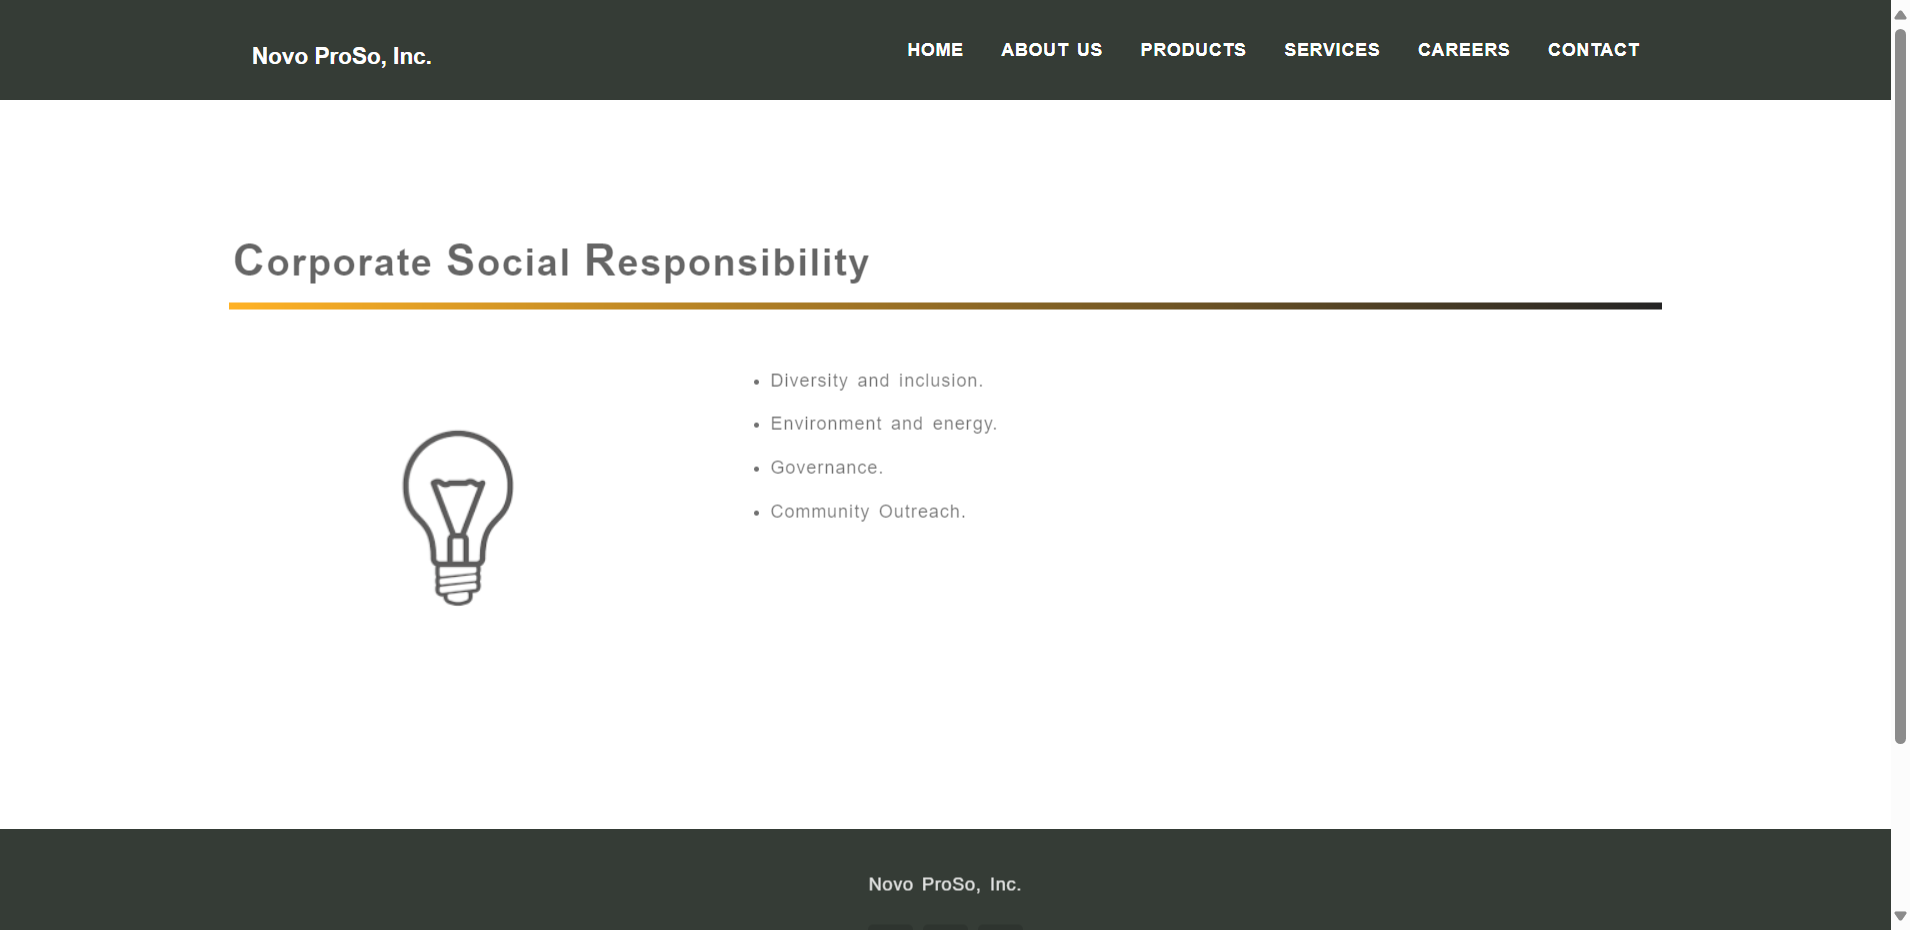 Novo ProSo, Inc.
HOME ABOUT US PRODUCTS SERVICES CAREERS CONTACT
Corporate Social Responsibility
• Diversity and inclusion.
• Environment and energy.
• Governance.
• Community Outreach.
Novo ProSo, Inc.